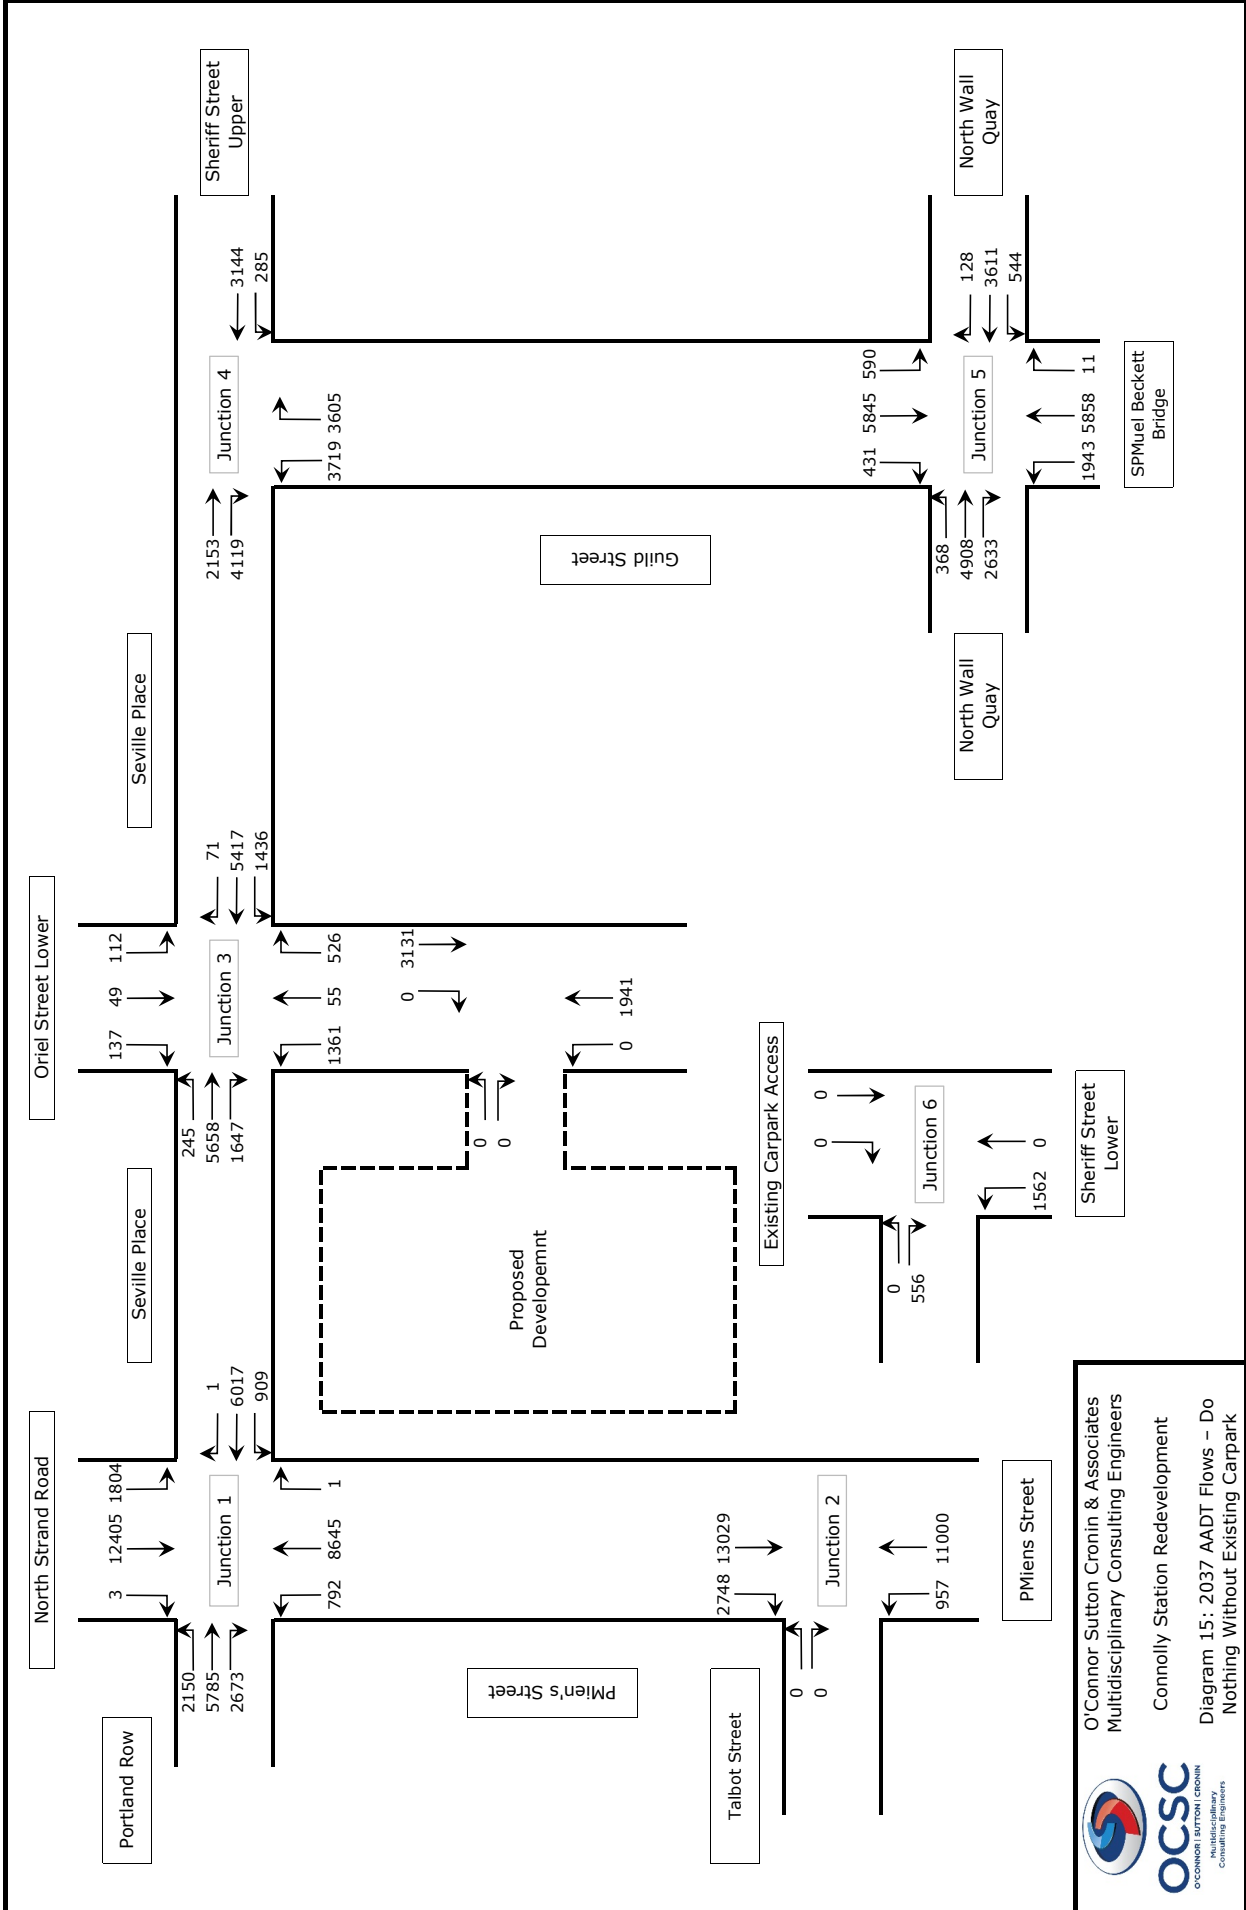 Portland Row
North Strand Road
Seville Place
Oriel Street Lower
Seville Place
Sheriff Street
Upper
2150
5785
2673
3
12405
1804
1
6017
909
Junction 1
792
8645
1
245
5658
1647
137
49
112
71
5417
1436
Junction 3
1361
55
526
0
3131
0
0
0
1941
2153
4119
3144
285
Junction 4
3719
3605
PMien's Street
Proposed
Developemnt
Guild Street
Talbot Street
2748
13029
0
0
Junction 2
957
11000
PMiens Street
Existing Carpark Access
0
0
0
556
Junction 6
1562
0
Sheriff Street
Lower
431
5845
590
North Wall
Quay
368
4908
2633
Junction 5
128
3611
544
North Wall
Quay
1943
5858
11
SPMuel Beckett
Bridge
OCSC
O'CONNOR | SUTTON | CRONIN
Multidisciplinary
Consulting Engineers
O'Connor Sutton Cronin & Associates
Multidisciplinary Consulting Engineers
Connolly Station Redevelopment
Diagram 15: 2037 AADT Flows – Do
Nothing Without Existing Carpark